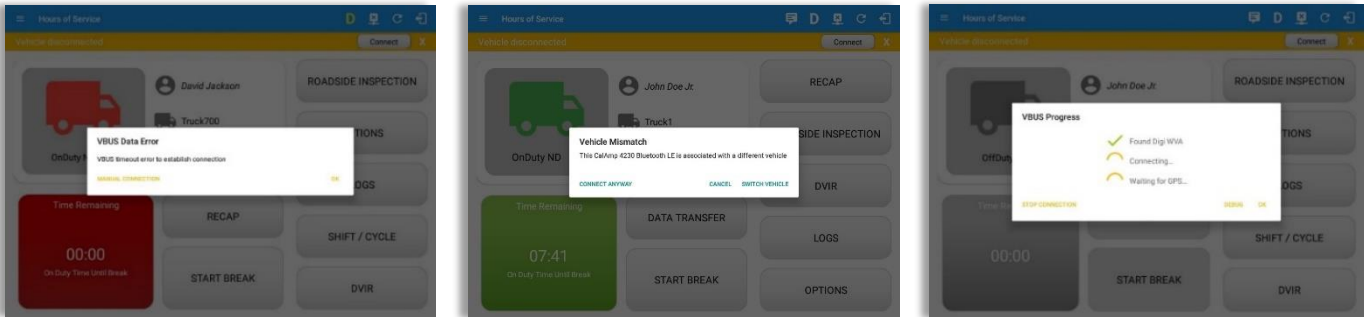 Hours of Service
D
Vehicle disconnected
Connect X
David Jackson
Truck700
ROADSIDE INSPECTION
TIONS
VBUS Data Error
VBUS timeout error to establish connection
MANUAL CONNECTION OK
OnDuty N
OGS
Time Remaining
00:00
On Duty Time Until Break
RECAP
START BREAK
SHIFT / CYCLE
DVIR
Hours of Service
D
Vehicle disconnected
Connect X
John Doe Jr.
Truck1
RECAP
SIDE INSPECTION
Vehicle Mismatch
This CalAmp 4230 Bluetooth LE is associated with a different vehicle
CONNECT ANYWAY CANCEL SWITCH VEHICLE
OnDuty ND
DVIR
Time Remaining
07:41
On Duty Time Until Break
DATA TRANSFER
START BREAK
LOGS
OPTIONS
Hours of Service
D
Vehicle disconnected
Connect X
John Doe Jr.
ROADSIDE INSPECTION
TIONS
VBUS Progress
Found Digi WVA
Connecting...
Waiting for GPS...
STOP CONNECTION DEBUG OK
OffDut
OGS
Time Re
00:00
START BREAK
SHIFT / CYCLE
DVIR